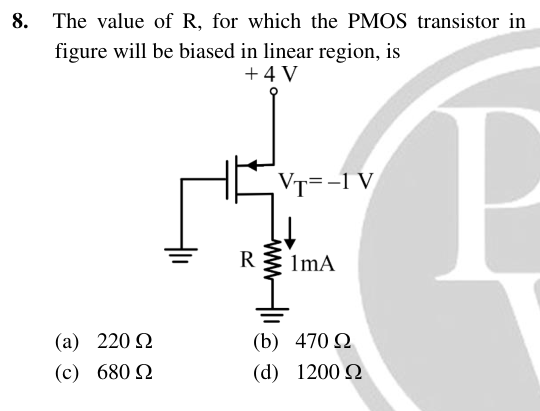 8. The value of R, for which the PMOS transistor in
figure will be biased in linear region, is
+ 4 V
V_T= –1 V
R
1mA
(a) 220 Ω
(b) 470 Ω
(c) 680 Ω
(d) 1200 Ω